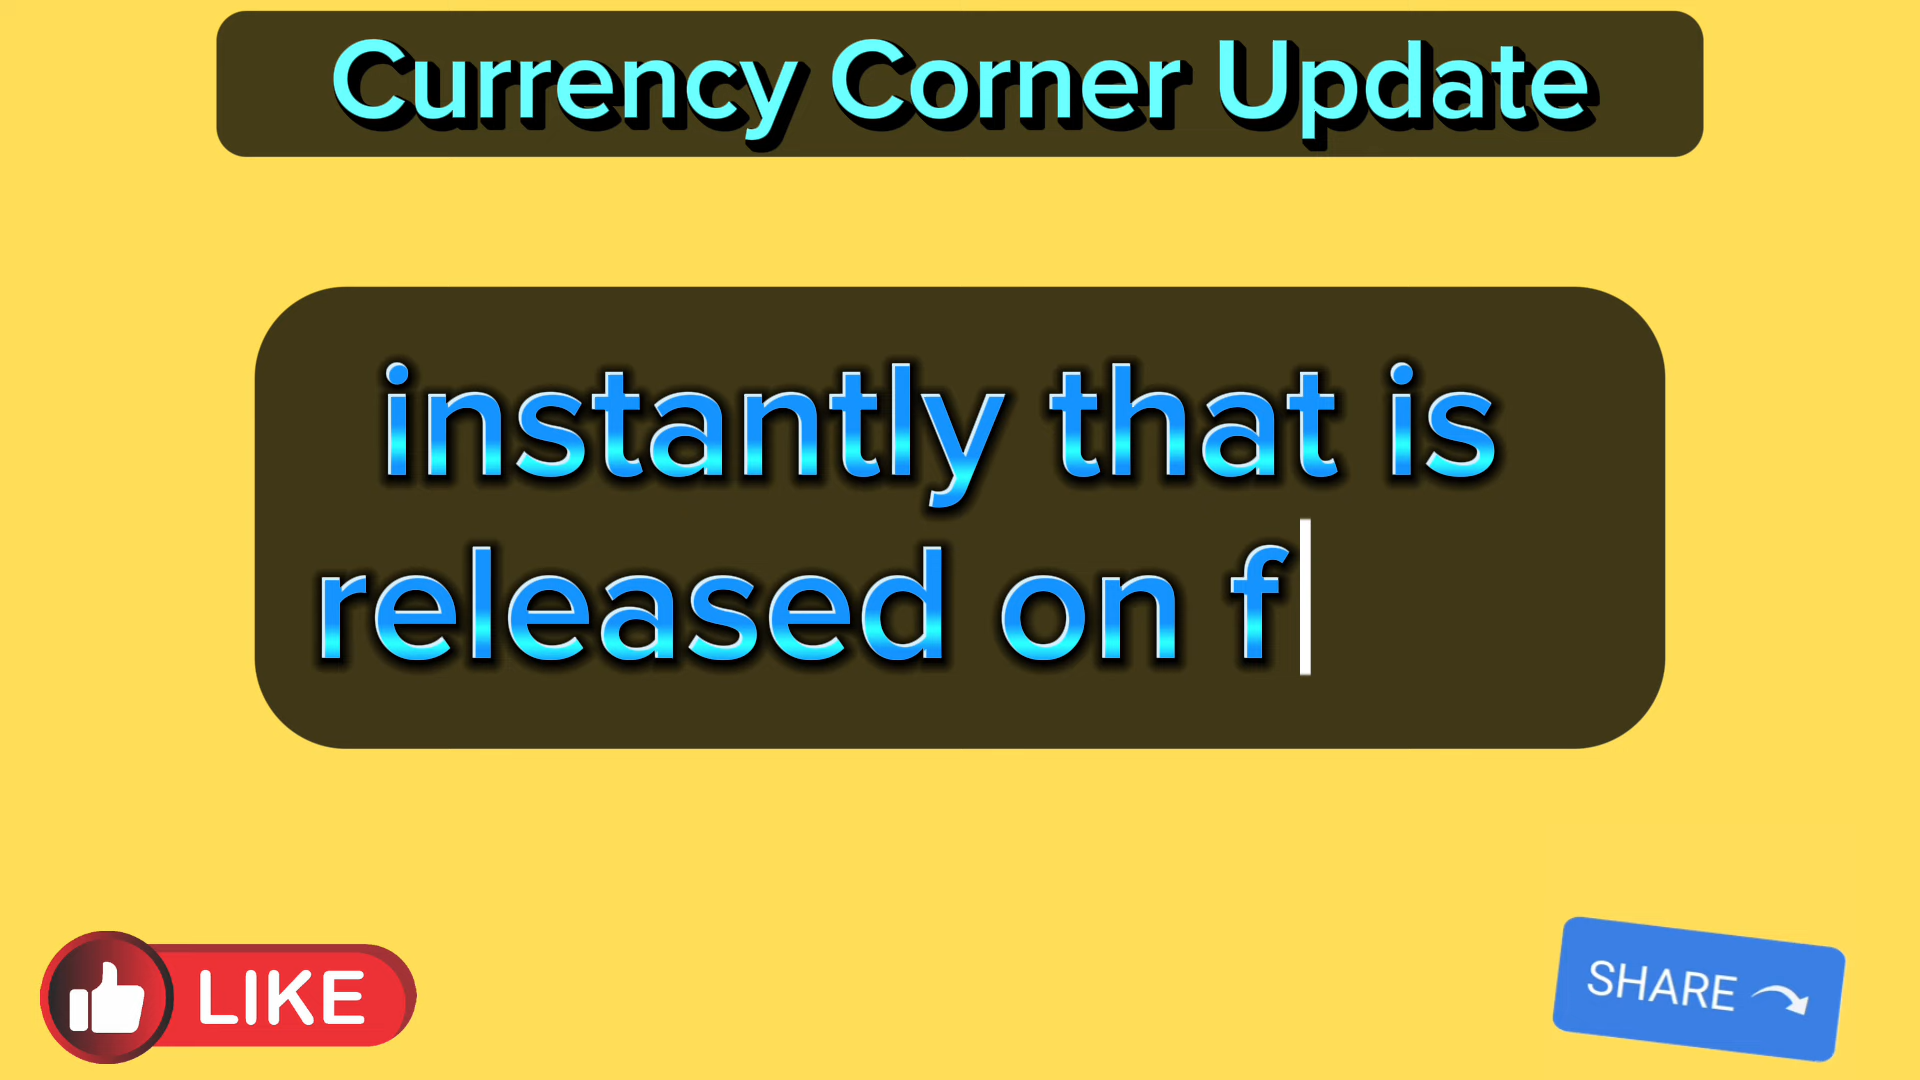 Currency Corner Update
instantly that is
released on f
LIKE
SHARE